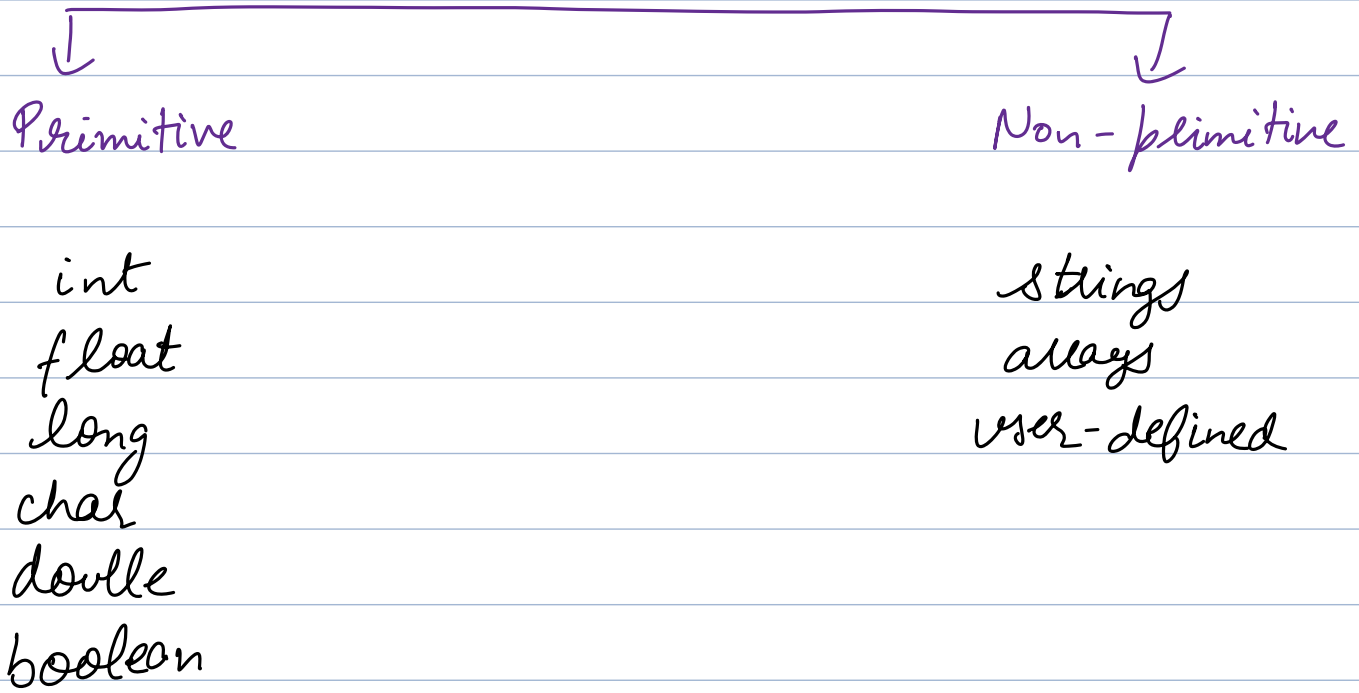 Primitive
Non-primitive
int
strings
float
arrays
long
user-defined
char
double
boolean